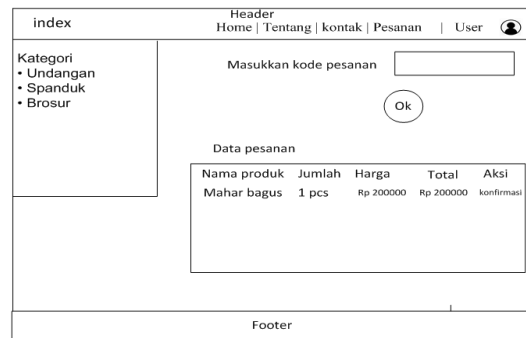 index
Header
Home | Tentang | kontak | Pesanan | User
Kategori
• Undangan
• Spanduk
• Brosur
Masukkan kode pesanan
Ok
Data pesanan
Nama produk Jumlah Harga Total Aksi
Mahar bagus 1 pcs Rp 200000 Rp 200000 konfirmasi
Footer